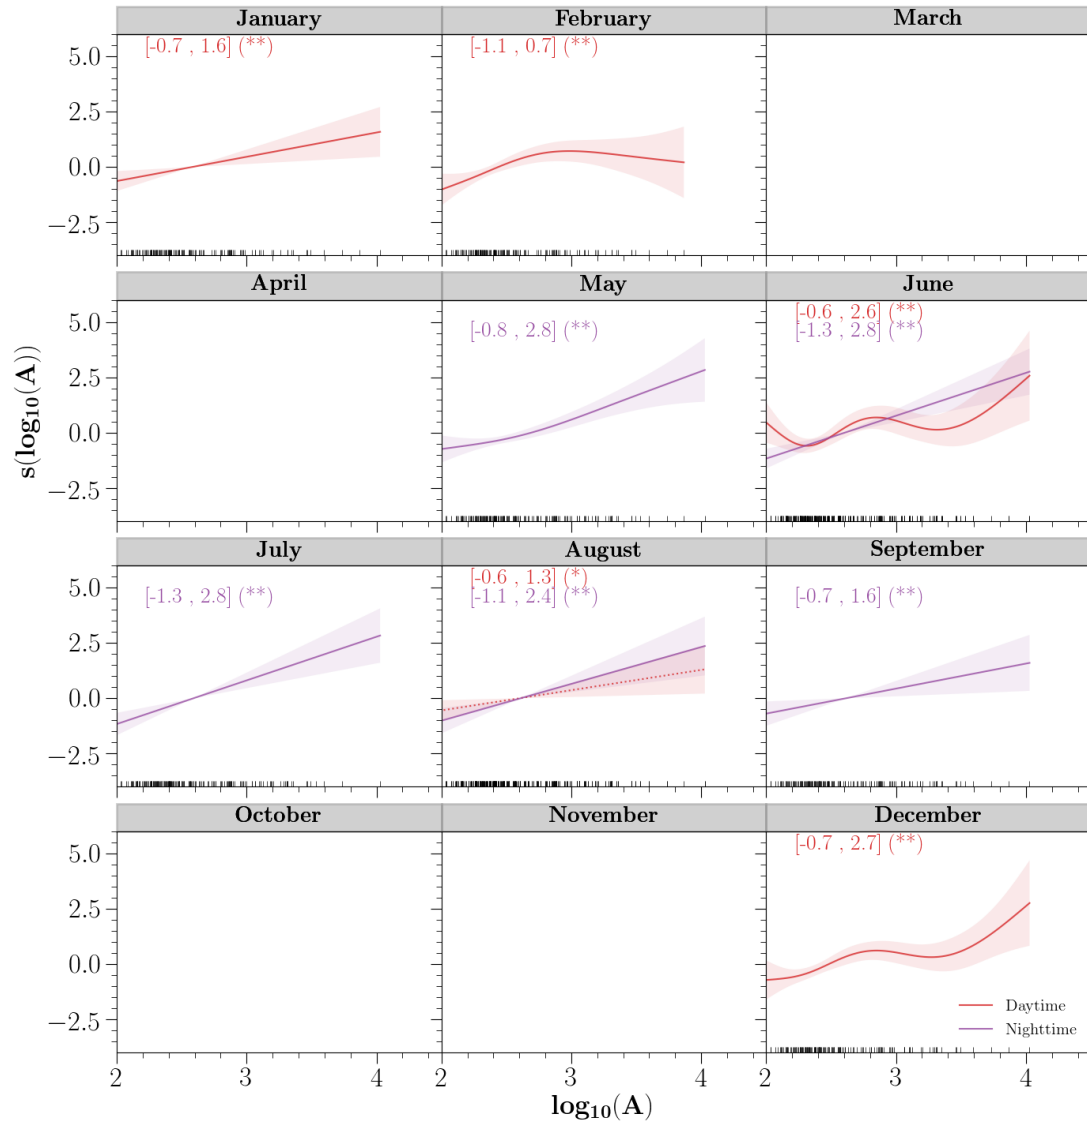 January
February
March
[-0.7 , 1.6] (**)
[-1.1 , 0.7] (**)
5.0
2.5
0.0
−2.5
April
May
June
[-0.8 , 2.8] (**)
[-0.6 , 2.6] (**)
[-1.3 , 2.8] (**)
5.0
2.5
0.0
−2.5
s(log10(A))
July
August
September
[-1.3 , 2.8] (**)
[-0.6 , 1.3] (*)
[-1.1 , 2.4] (**)
[-0.7 , 1.6] (**)
5.0
2.5
0.0
−2.5
October
November
December
[-0.7 , 2.7] (**)
5.0
2.5
0.0
−2.5
Daytime
Nighttime
2 3 4 2 3 4 2 3 4
log10(A)